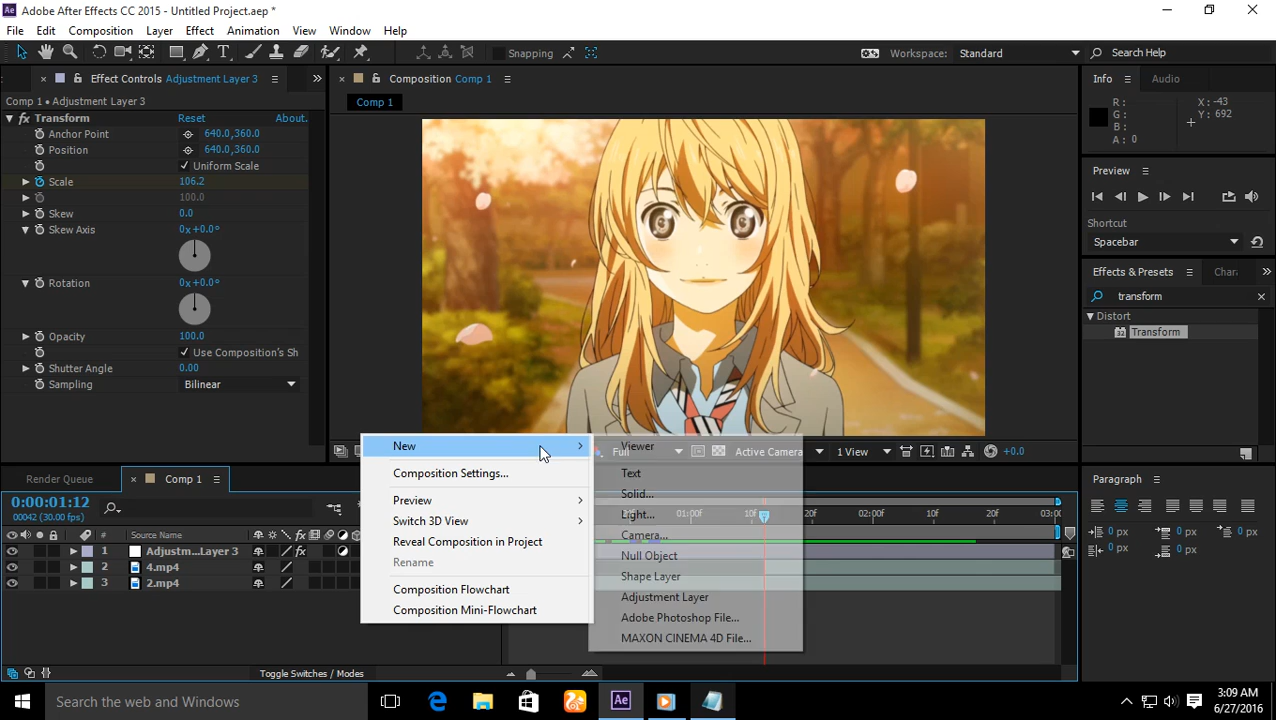 Ae Adobe After Effects CC 2015 - Untitled Project.aep *
File Edit Composition Layer Effect Animation View Window Help
Snapping
Workspace: Standard
Search Help
Effect Controls Adjustment Layer 3
Composition Comp 1
Info
Audio
Comp 1 • Adjustment Layer 3
Comp 1
R :
G :
B :
A : 0
X : -43
Y : 692
fx Transform Reset About.
Anchor Point 640.0,360.0
Position 640.0,360.0
Uniform Scale
Scale 106.2
100.0
Skew 0.0
Skew Axis 0x+0.0°
Rotation 0x+0.0°
Opacity 100.0
Use Composition's Sh
Shutter Angle 0.00
Sampling Bilinear
Preview
Shortcut
Spacebar
Effects & Presets
Char
transform
Distort
Transform
New
Composition Settings...
Preview
Switch 3D View
Reveal Composition in Project
Rename
Composition Flowchart
Composition Mini-Flowchart
Viewer
Text
Solid...
Light...
Camera...
Null Object
Shape Layer
Adjustment Layer
Adobe Photoshop File...
MAXON CINEMA 4D File...
Full
Active Camera
1 View
+0.0
Render Queue
Comp 1
0:00:01:12
00042 (30.00 fps)
01:00f 10f 20f 02:00f 10f 20f 03:0
# Source Name
1 Adjustm...Layer 3
2 4.mp4
3 2.mp4
Toggle Switches / Modes
Paragraph
0 px 0 px 0 px
0 px 0 px
Search the web and Windows
3:09 AM
6/27/2016